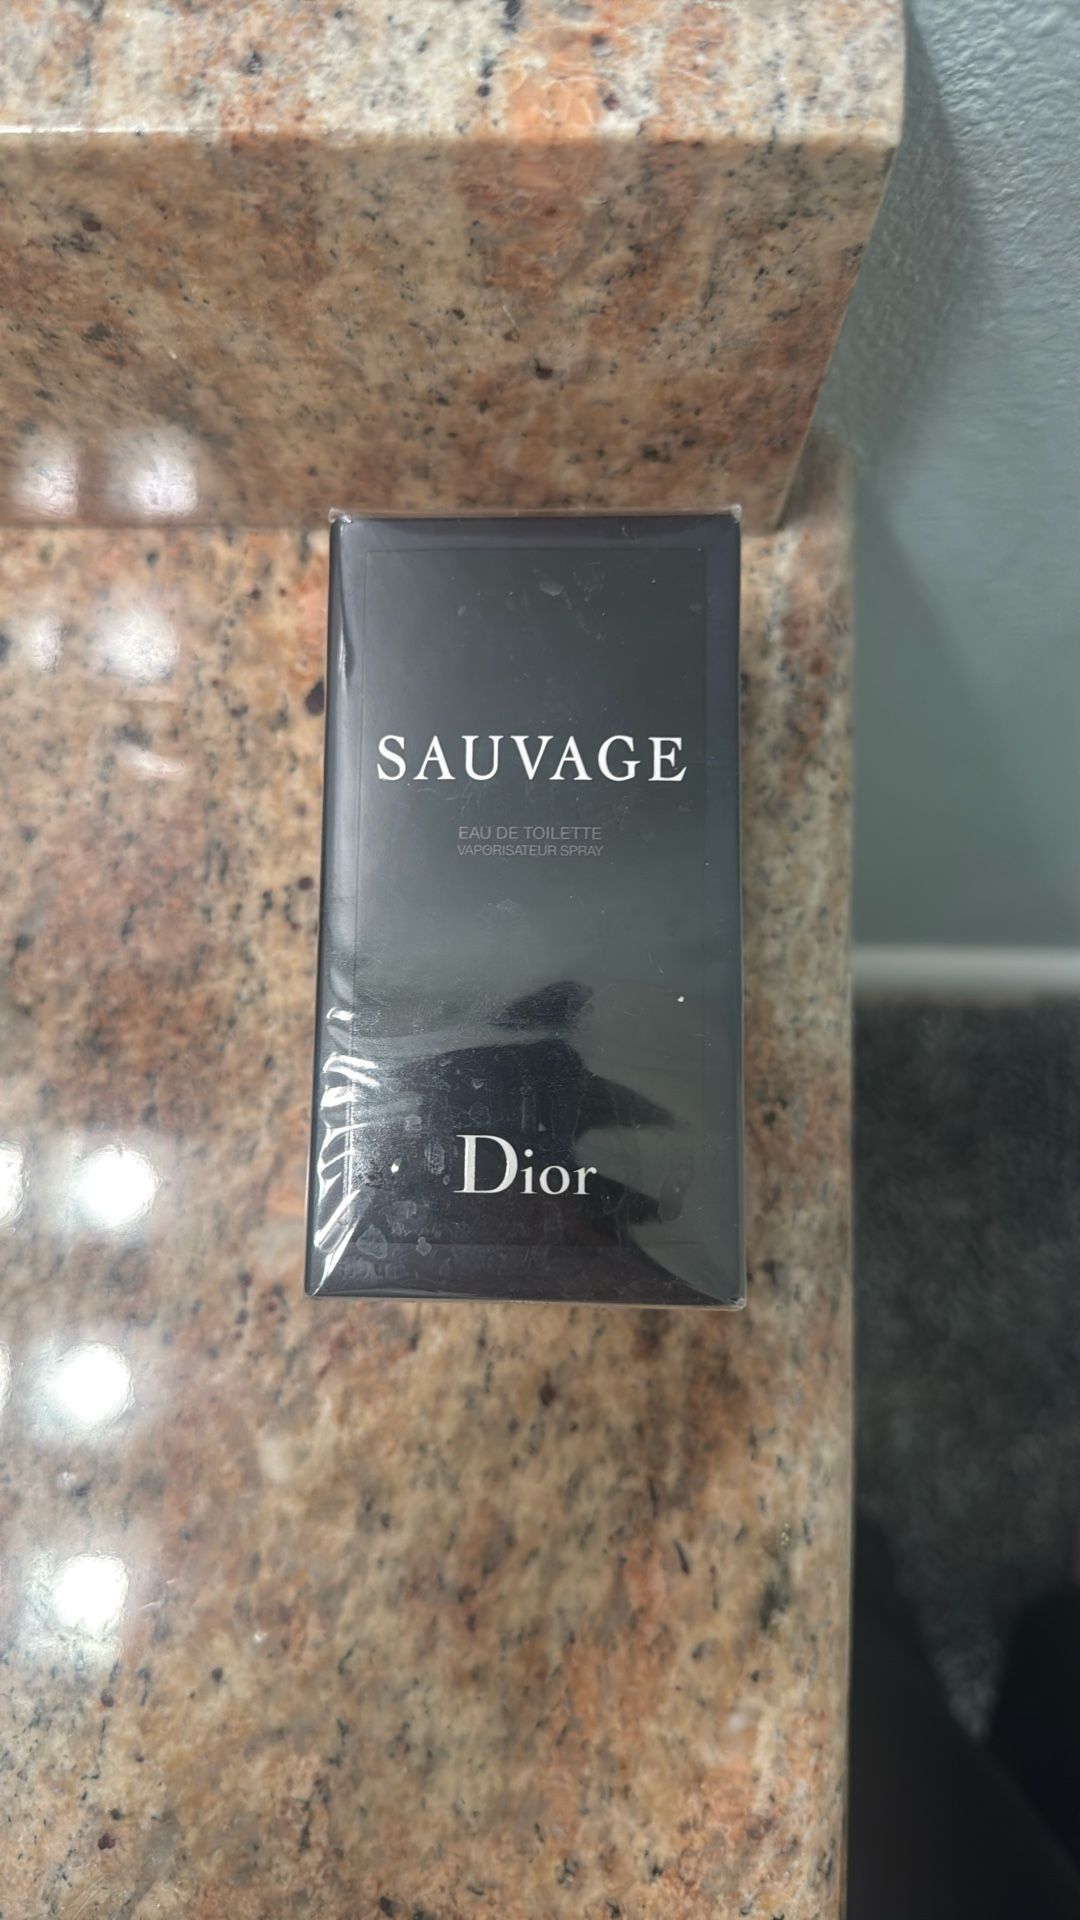 SAUVAGE
EAU DE TOILETTE
VAPORISATEUR SPRAY
Dior